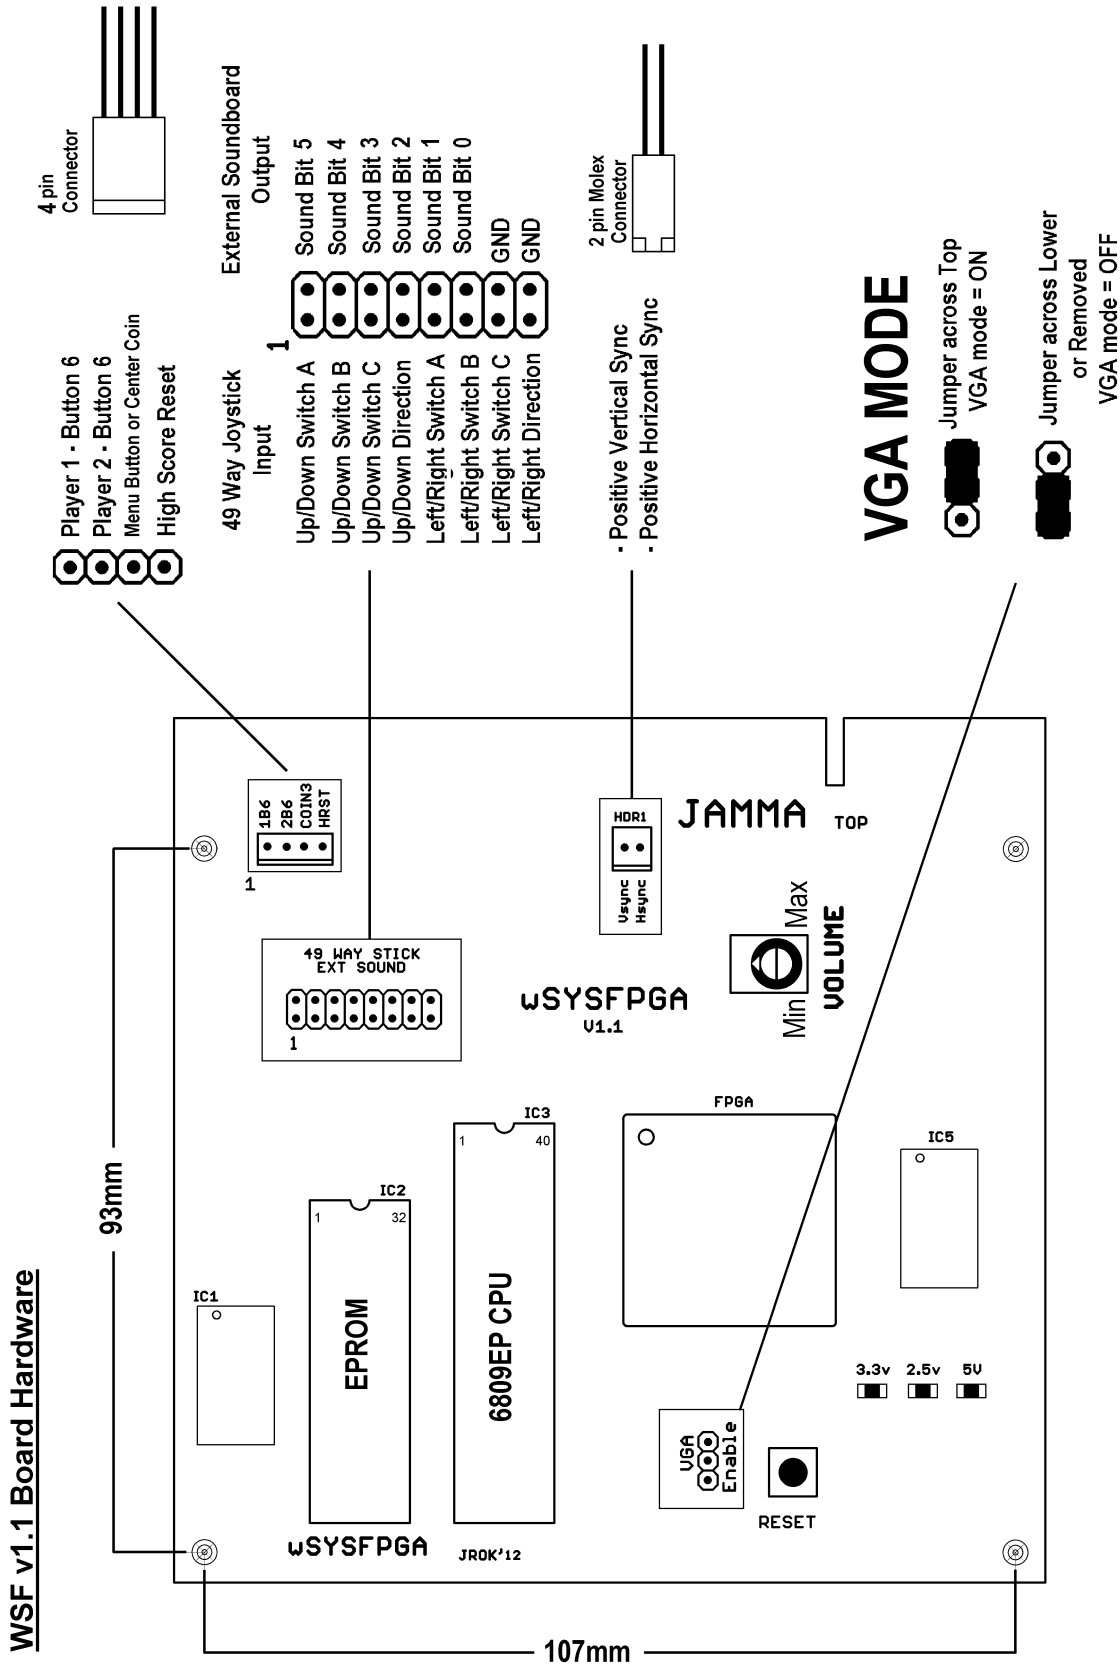 WSF v1.1 Board Hardware
4 pin
Connector
Player 1 - Button 6
Player 2 - Button 6
Menu Button or Center Coin
High Score Reset
External Soundboard
Output
49 Way Joystick
Input
1
Up/Down Switch A
Sound Bit 5
Up/Down Switch B
Sound Bit 4
Up/Down Switch C
Sound Bit 3
Up/Down Direction
Sound Bit 2
Left/Right Switch A
Sound Bit 1
Left/Right Switch B
Sound Bit 0
Left/Right Switch C
GND
Left/Right Direction
GND
2 pin Molex
Connector
- Positive Vertical Sync
- Positive Horizontal Sync
VGA MODE
Jumper across Top
VGA mode = ON
Jumper across Lower
or Removed
VGA mode = OFF
93mm
107mm
1B6
2B6
COIN3
HRST
1
49 WAY STICK
EXT SOUND
1
HDR1
Vsync
Hsync
JAMMA
TOP
wSYSFPGA
V1.1
Min
Max
VOLUME
IC1
IC2
1
32
EPROM
IC3
1
40
6809EP CPU
FPGA
IC5
3.3v
2.5v
5V
VGA
Enable
RESET
wSYSFPGA
JROK'12